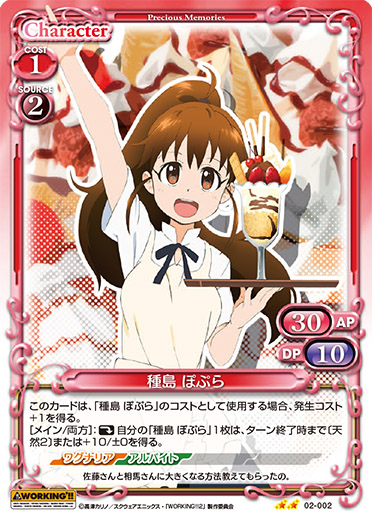 Precious Memories
Character
COST
1
SOURCE
2
30 AP
DP 10
種島 ぽぷら
このカードは、「種島 ぽぷら」のコストとして使用する場合、発生コスト
+1を得る。
[メイン/両方]: 自分の「種島 ぽぷら」1枚は、ターン終了時まで〔天
然2〕または+10/±0を得る。
ワグナリア アルバイト
佐藤さんと相馬さんに大きくなる方法教えてもらったの。
WORKING'!!
02-002
©高津カリノ/スクウェアエニックス・「WORKING'!!2」製作委員会